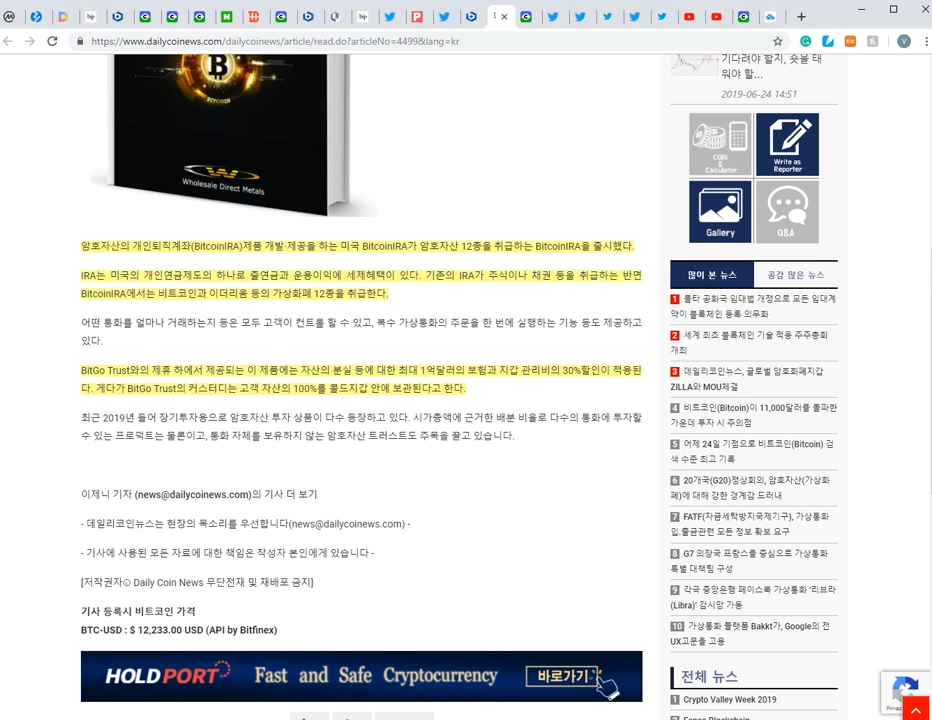 https://www.dailycoinews.com/dailycoinews/article/read.do?articleNo=4499&lang=kr
BITCOIN
Wholesale Direct Metals
암호자산의 개인퇴직계좌(BitcoinIRA)제품 개발·제공을 하는 미국 BitcoinIRA가 암호자산 12종을 취급하는 BitcoinIRA을 출시했다.
IRA는 미국의 개인연금제도의 하나로 출연금과 운용이익에 세제혜택이 있다. 기존의 IRA가 주식이나 채권 등을 취급하는 반면
BitcoinIRA에서는 비트코인과 이더리움 등의 가상화폐 12종을 취급한다.
어떤 통화를 얼마나 거래하는지 등은 모두 고객이 컨트롤 할 수 있고, 복수 가상통화의 주문을 한 번에 실행하는 기능 등도 제공하고
있다.
BitGo Trust와의 제휴 하에서 제공되는 이 제품에는 자산의 분실 등에 대한 최대 1억달러의 보험과 지갑 관리비의 30%할인이 적용된
다. 게다가 BitGo Trust의 커스터디는 고객 자산의 100%를 콜드지갑 안에 보관된다고 한다.
최근 2019년 들어 장기투자용으로 암호자산 투자 상품이 다수 등장하고 있다. 시가총액에 근거한 배분 비율로 다수의 통화에 투자할
수 있는 프로덕트는 물론이고, 통화 자체를 보유하지 않는 암호자산 트러스트도 주목을 끌고 있습니다.
이제니 기자 (news@dailycoinews.com)의 기사 더 보기
- 데일리코인뉴스는 현장의 목소리를 우선합니다(news@dailycoinews.com) -
- 기사에 사용된 모든 자료에 대한 책임은 작성자 본인에게 있습니다 -
[저작권자© Daily Coin News 무단전재 및 재배포 금지]
기사 등록시 비트코인 가격
BTC-USD : $ 12,233.00 USD (API by Bitfinex)
HOLDPORT Fast and Safe Cryptocurrency 바로가기
기다려야 할지, 숏을 태
워야 할...
2019-06-24 14:51
COIN
&
Calculator
Write as
Reporter
Gallery
Q&A
많이 본 뉴스 공감 많은 뉴스
1 몰타 공화국 임대법 개정으로 모든 임대계
약이 블록체인 등록 의무화
2 세계 최초 블록체인 기술 적용 주주총회
개최
3 데일리코인뉴스, 글로벌 암호화폐지갑
ZILLA와 MOU체결
4 비트코인(Bitcoin)이 11,000달러를 돌파한
가운데 투자 시 주의점
5 어제 24일 기점으로 비트코인(Bitcoin) 검
색 수준 최고 기록
6 20개국(G20)정상회의, 암호자산(가상화
폐)에 대해 강한 경계감 드러내
7 FATF(자금세탁방지국제기구), 가상통화
입.출금관련 모든 정보 확보 요구
8 G7 의장국 프랑스를 중심으로 가상통화
특별 대책팀 구성
9 각국 중앙은행 페이스북 가상통화 '리브라
(Libra)' 감시망 가동
10 가상통화 플랫폼 Bakkt가, Google의 전
UX고문을 고용
전체 뉴스
1 Crypto Valley Week 2019